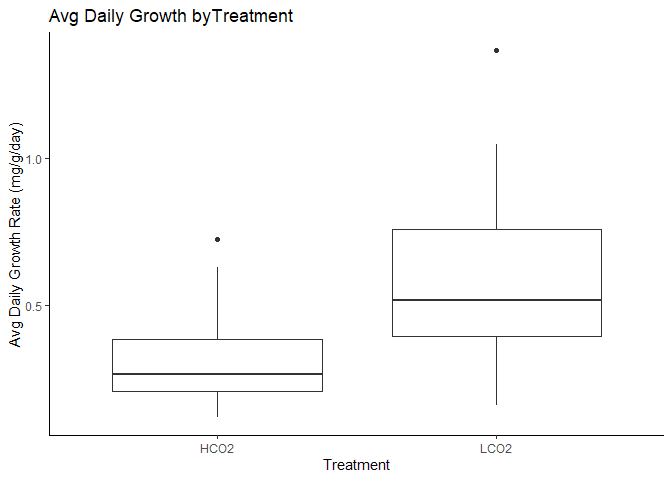 Avg Daily Growth byTreatment
Avg Daily Growth Rate (mg/g/day)
1.0
0.5
HCO2
LCO2
Treatment